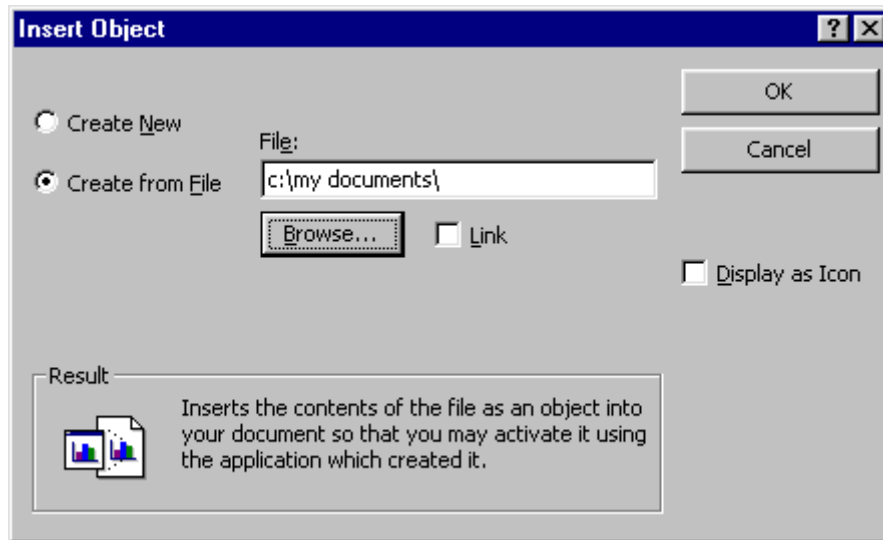 Insert Object
?
OK
Create New
File:
Cancel
Create from File
c:\my documents\
Browse...
Link
Display as Icon
Result
Inserts the contents of the file as an object into
your document so that you may activate it using
the application which created it.